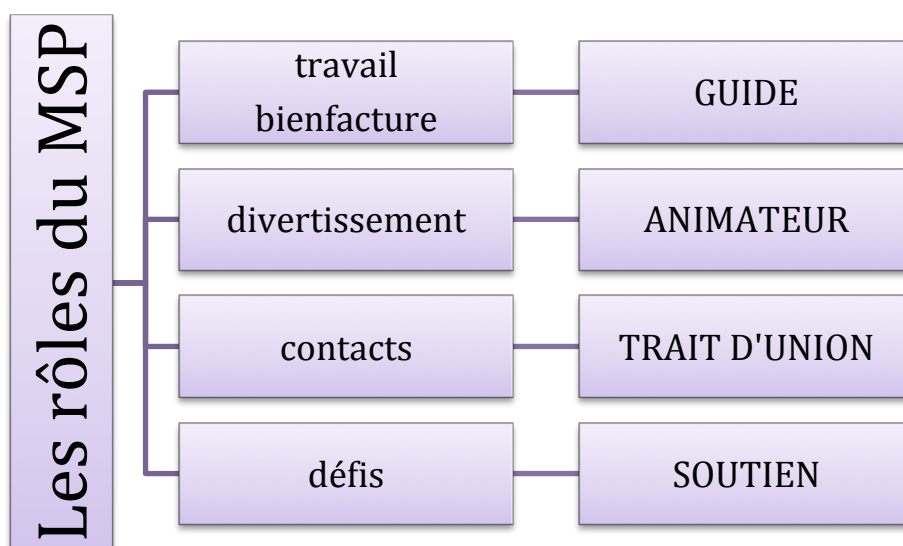 Les rôles du MSP
travail
bienfacture
GUIDE
divertissement
ANIMATEUR
contacts
TRAIT D'UNION
défis
SOUTIEN